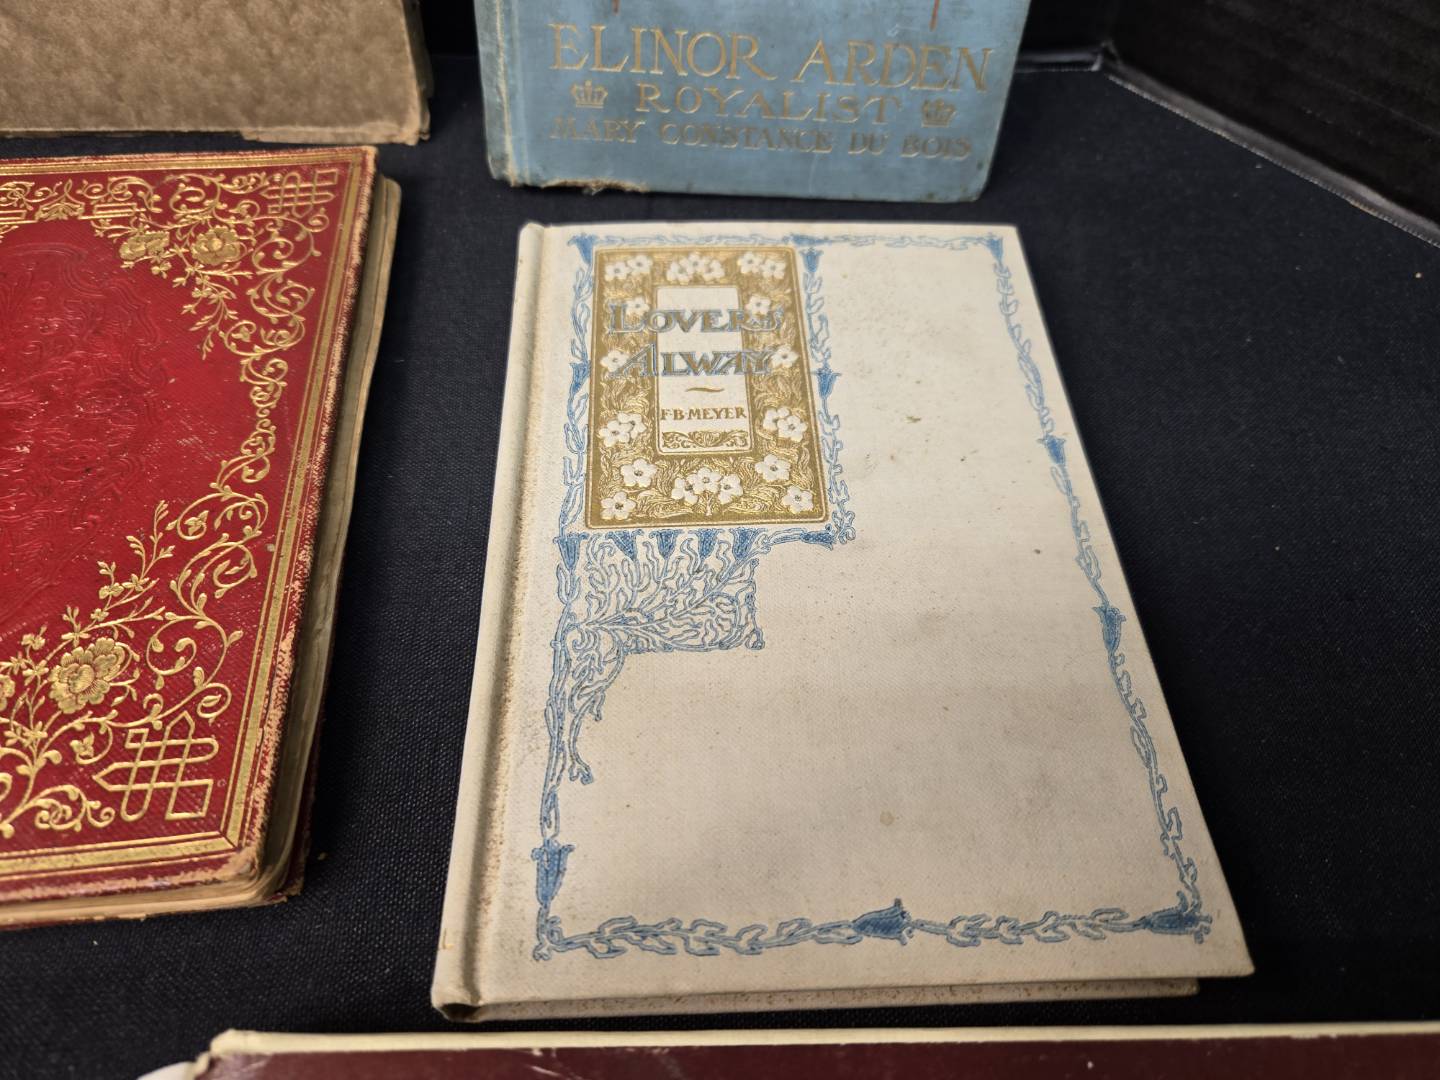 ELINOR ARDEN
ROYALIST
MARY CONSTANCE DU BOIS
LOVERS
ALWAY
F·B·MEYER